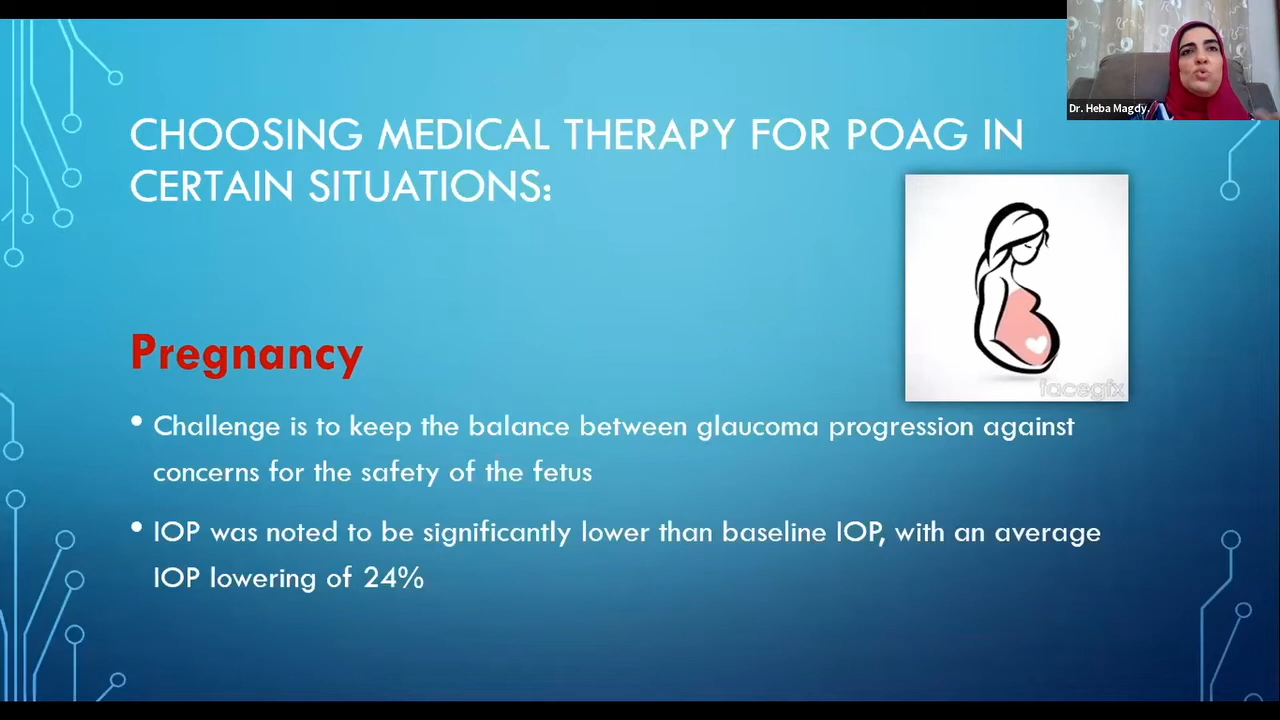 Dr. Heba Magdy.
CHOOSING MEDICAL THERAPY FOR POAG IN
CERTAIN SITUATIONS:
facegfx
Pregnancy
• Challenge is to keep the balance between glaucoma progression against
concerns for the safety of the fetus
• IOP was noted to be significantly lower than baseline IOP, with an average
IOP lowering of 24%